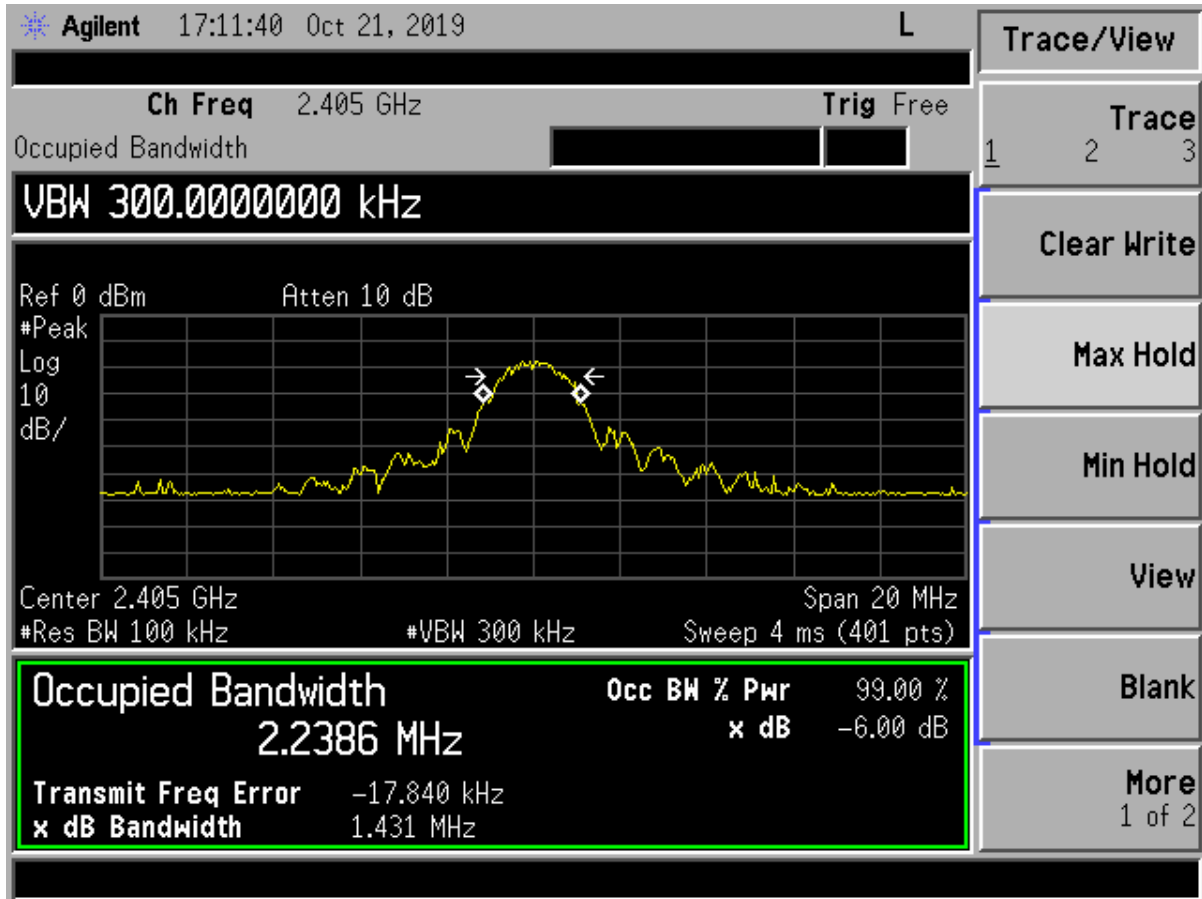 Agilent 17:11:40 Oct 21, 2019 L
Trace/View
Ch Freq 2.405 GHz Trig Free
Occupied Bandwidth
VBW 300.0000000 kHz
Ref 0 dBm Atten 10 dB
#Peak
Log
10
dB/
Center 2.405 GHz Span 20 MHz
#Res BW 100 kHz #VBW 300 kHz Sweep 4 ms (401 pts)
Occupied Bandwidth Occ BW % Pwr 99.00 %
2.2386 MHz x dB -6.00 dB
Transmit Freq Error -17.840 kHz
x dB Bandwidth 1.431 MHz
Trace
1 2 3
Clear Write
Max Hold
Min Hold
View
Blank
More
1 of 2